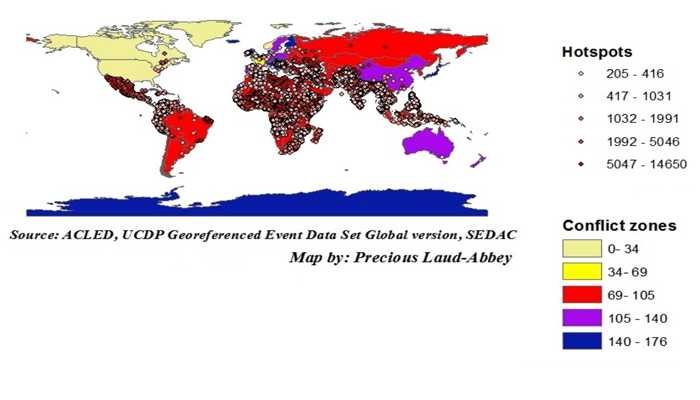 Hotspots
205 - 416
417 - 1031
1032 - 1991
1992 - 5046
5047 - 14650
Source: ACLED, UCDP Georeferenced Event Data Set Global version, SEDAC
Map by: Precious Laud-Abbey
Conflict zones
0- 34
34- 69
69- 105
105 - 140
140 - 176